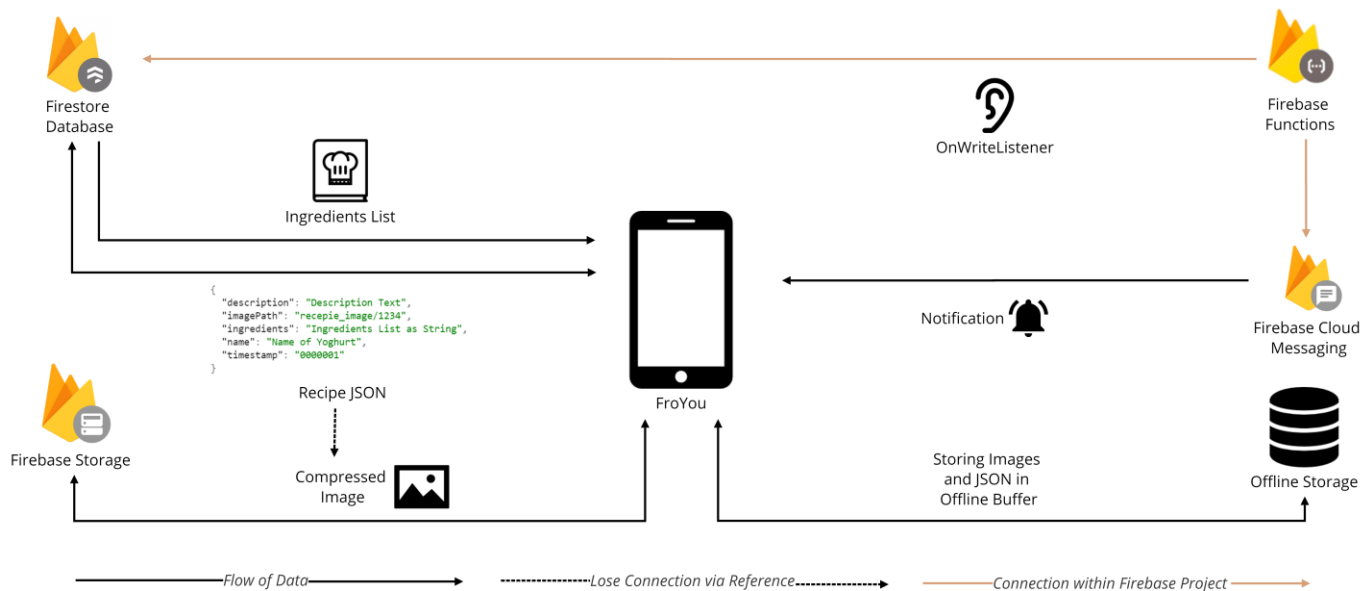 Firestore
Database
Firebase
Functions
OnWriteListener
Ingredients List
{
"description": "Description Text",
"imagePath": "recepie_image/1234",
"ingredients": "Ingredients List as String",
"name": "Name of Yoghurt",
"timestamp": "0000001"
}
Recipe JSON
Notification
Firebase Cloud
Messaging
FroYou
Firebase Storage
Compressed
Image
Storing Images
and JSON in
Offline Buffer
Offline Storage
Flow of Data
Lose Connection via Reference
Connection within Firebase Project